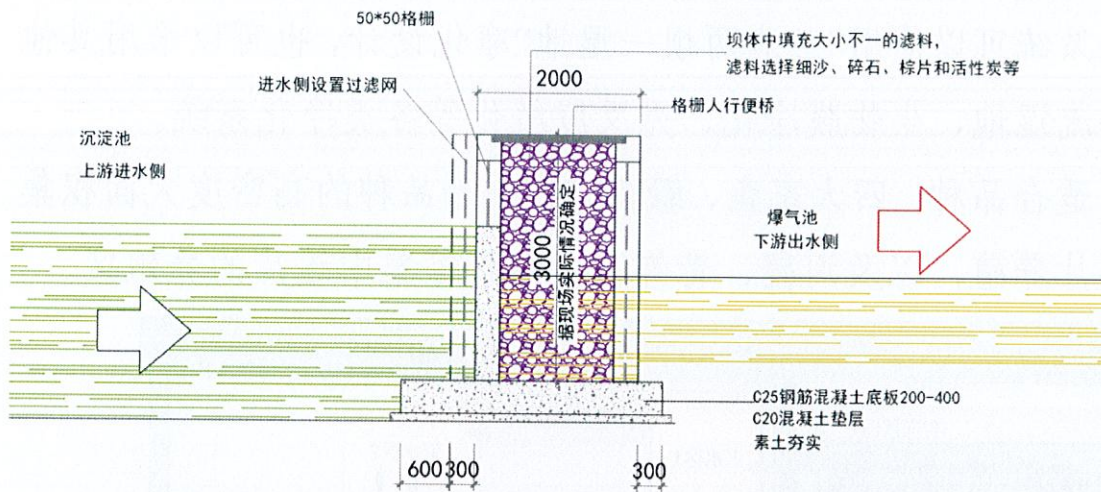 50*50格栅
坝体中填充大小不一的滤料，
滤料选择细沙、碎石、棕片和活性炭等
进水侧设置过滤网
2000
格栅人行便桥
沉淀池
上游进水侧
爆气池
下游出水侧
3000
据现场实际情况确定
C25钢筋混凝土底板200-400
C20混凝土垫层
素土夯实
600
300
300